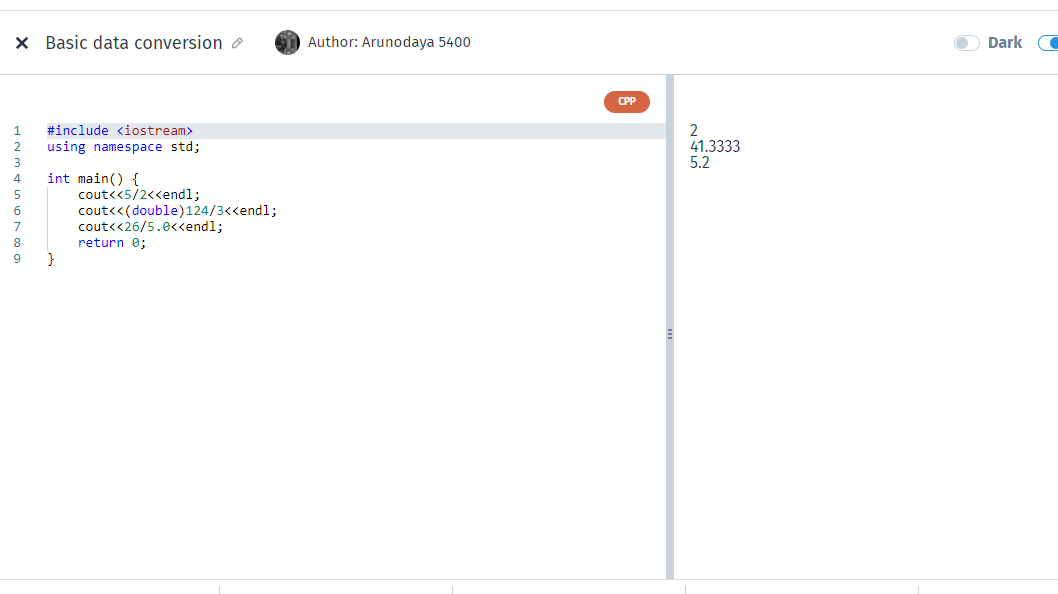 Basic data conversion
Author: Arunodaya 5400
Dark
CPP
1 #include <iostream>
2 using namespace std;
3
4 int main() {
5 cout<<5/2<<endl;
6 cout<<(double)124/3<<endl;
7 cout<<26/5.0<<endl;
8 return 0;
9 }
2
41.3333
5.2